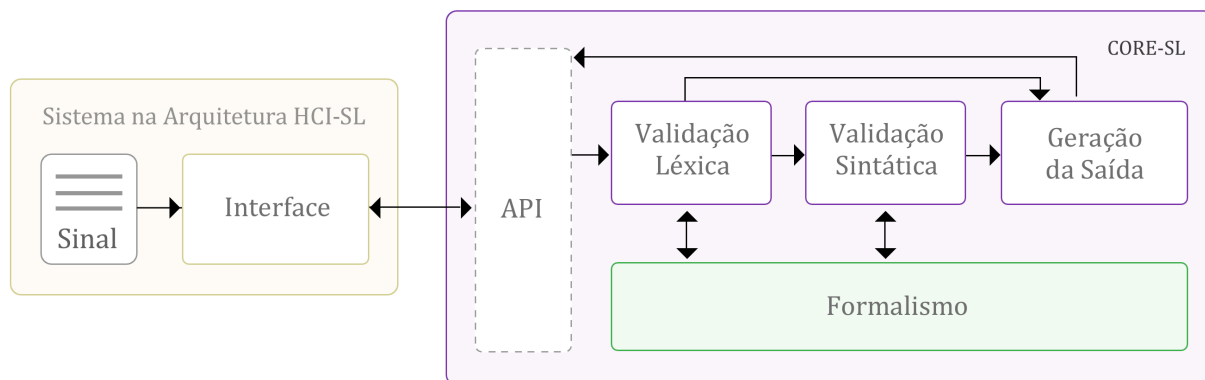 CORE-SL
Sistema na Arquitetura HCI-SL
Sinal
Interface
API
Validação
Léxica
Validação
Sintática
Geração
da Saída
Formalismo